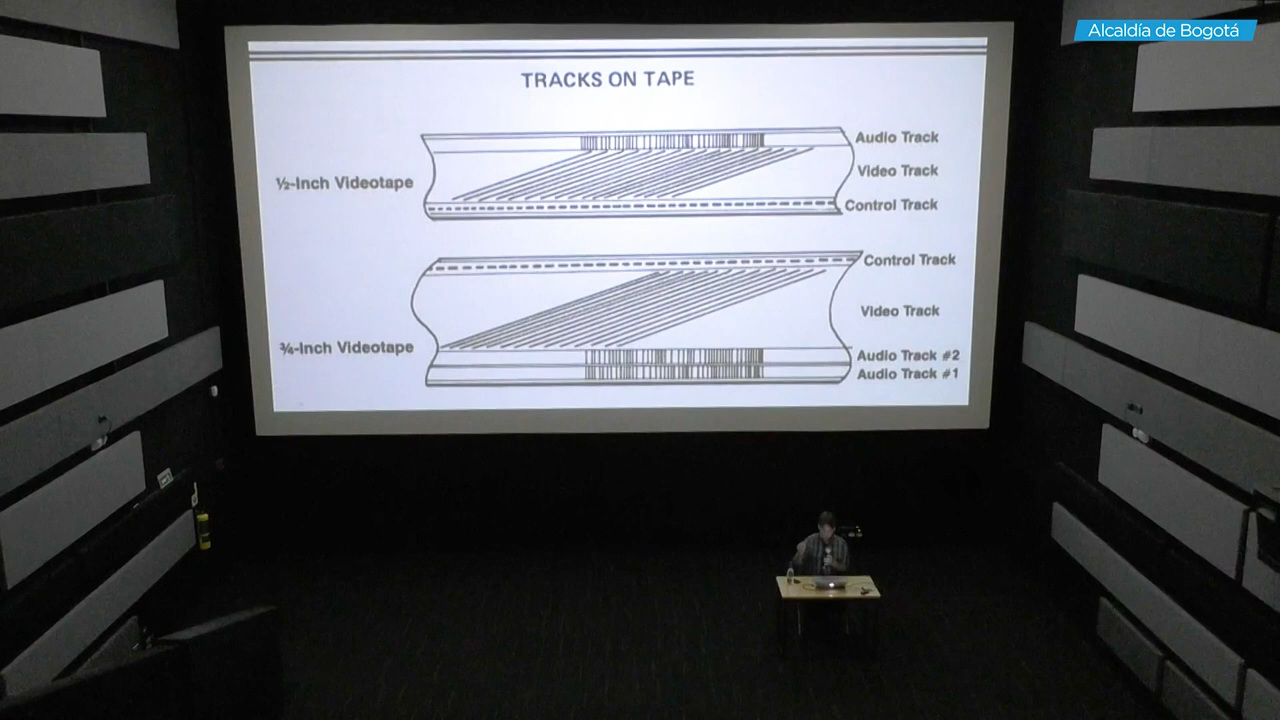 Alcaldía de Bogotá
TRACKS ON TAPE
½-Inch Videotape
Audio Track
Video Track
Control Track
¾-Inch Videotape
Control Track
Video Track
Audio Track #2
Audio Track #1